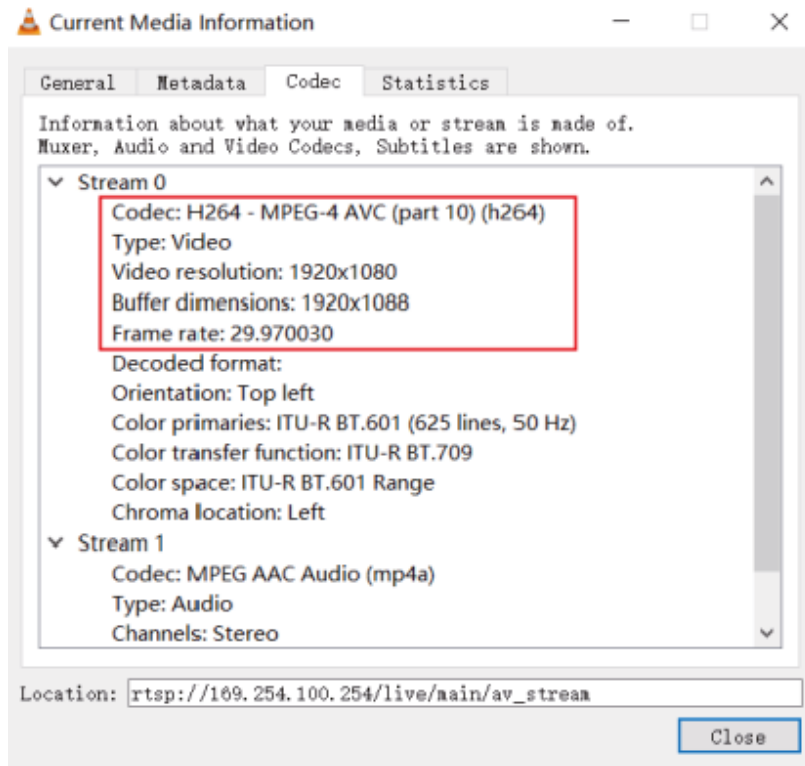 Current Media Information
General Metadata Codec Statistics
Information about what your media or stream is made of.
Muxer, Audio and Video Codecs, Subtitles are shown.
Stream 0
Codec: H264 - MPEG-4 AVC (part 10) (h264)
Type: Video
Video resolution: 1920x1080
Buffer dimensions: 1920x1088
Frame rate: 29.970030
Decoded format:
Orientation: Top left
Color primaries: ITU-R BT.601 (625 lines, 50 Hz)
Color transfer function: ITU-R BT.709
Color space: ITU-R BT.601 Range
Chroma location: Left
Stream 1
Codec: MPEG AAC Audio (mp4a)
Type: Audio
Channels: Stereo
Location: rtsp://169.254.100.254/live/main/av_stream
Close